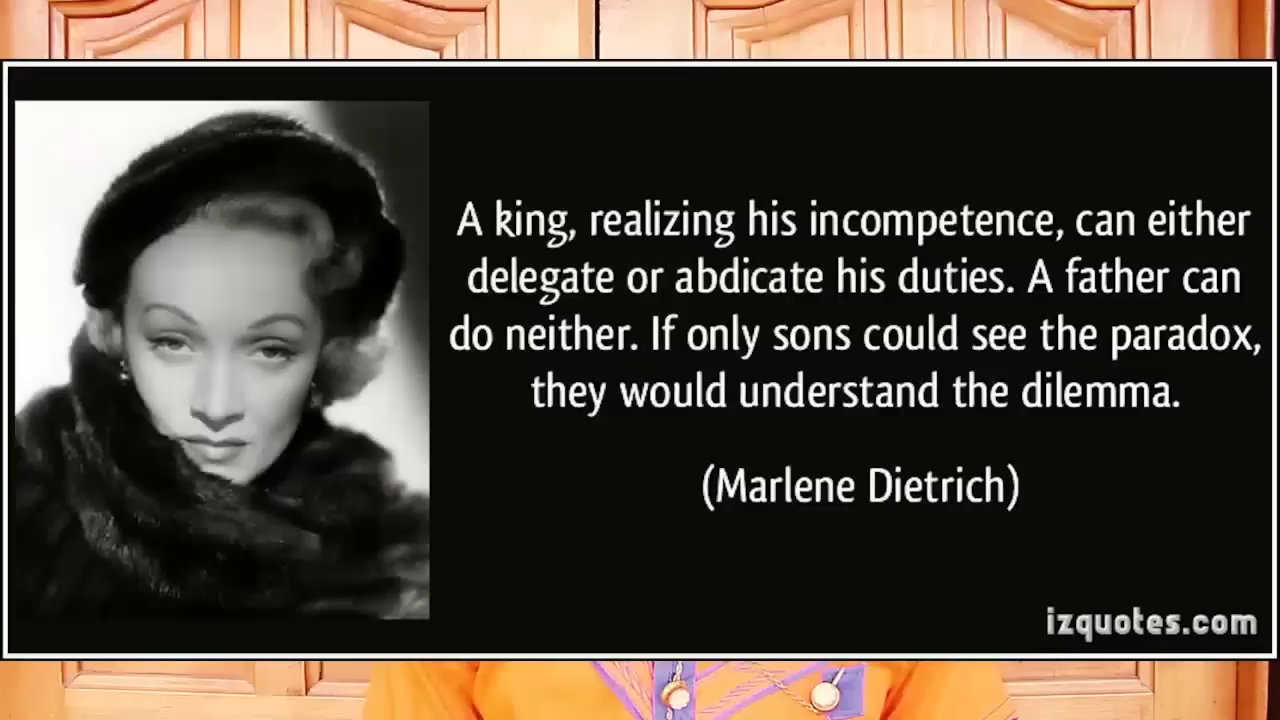 A king, realizing his incompetence, can either
delegate or abdicate his duties. A father can
do neither. If only sons could see the paradox,
they would understand the dilemma.
(Marlene Dietrich)
izquotes.com